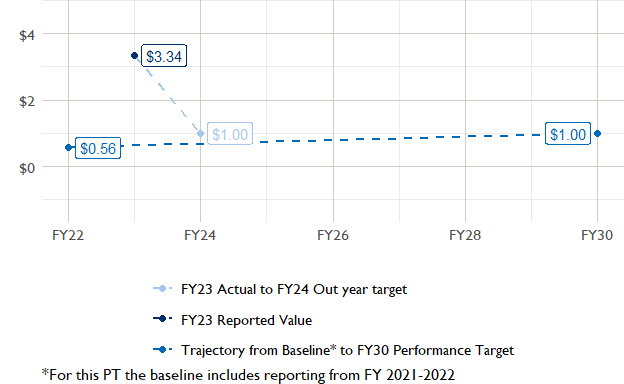 $4
$3.34
$2
$1.00
$1.00
$0.56
$0
FY22 FY24 FY26 FY28 FY30
FY23 Actual to FY24 Out year target
FY23 Reported Value
Trajectory from Baseline* to FY30 Performance Target
*For this PT the baseline includes reporting from FY 2021-2022